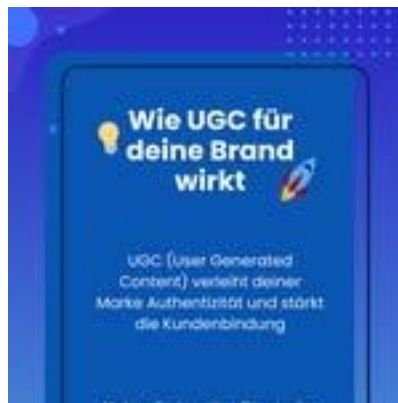 Wie UGC für
deine Brand
wirkt
UGC (User Generated
Content) verleiht deiner
Marke Authentizität und stärkt
die Kundenbindung